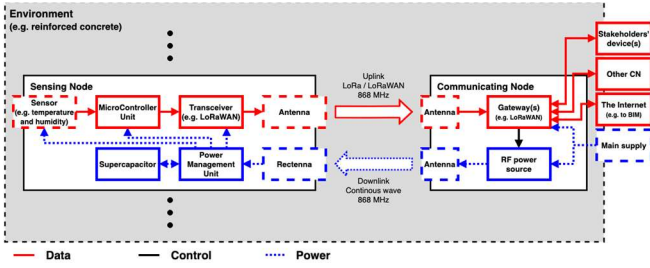 Environment
(e.g. reinforced concrete)
Sensing Node
Sensor
(e.g. temperature
and humidity)
MicroController
Unit
Transceiver
(e.g. LoRaWAN)
Antenna
Supercapacitor
Power
Management
Unit
Rectenna
Uplink
LoRa / LoRaWAN
868 MHz
Downlink
Continous wave
868 MHz
Communicating Node
Antenna
Gateway(s)
(e.g. LoRaWAN)
Antenna
RF power
source
Stakeholders'
device(s)
Other CN
The Internet
(e.g. to BIM)
Main supply
Data
Control
Power